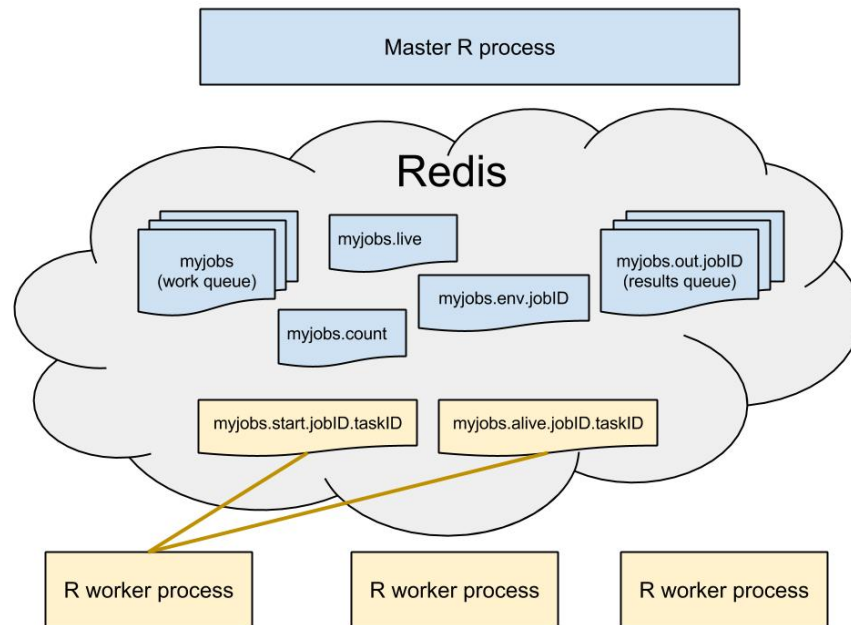 Master R process
Redis
myjobs
(work queue)
myjobs.live
myjobs.out.jobID
(results queue)
myjobs.env.jobID
myjobs.count
myjobs.start.jobID.taskID
myjobs.alive.jobID.taskID
R worker process
R worker process
R worker process